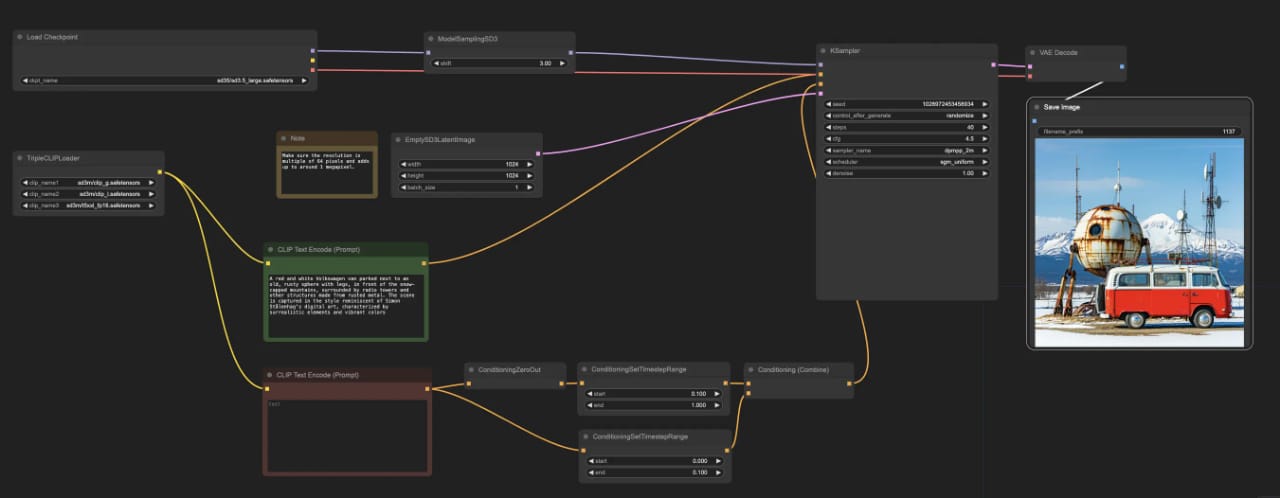 Load Checkpoint
ckpt_name sd35/sd3.5_large.safetensors
ModelSamplingSD3
shift 3.00
KSampler
seed
control_after_generate randomize
steps 40
cfg 4.5
sampler_name dpmpp_2m
scheduler sgm_uniform
denoise 1.00
VAE Decode
Save Image
filename_prefix 1137
Note
Make sure the resolution is
multiple of 64 pixels and adds
up to around 1 megapixel.
EmptySD3LatentImage
width 1024
height 1024
batch_size 1
TripleCLIPLoader
clip_name1 sd3m/clip_g.safetensors
clip_name2 sd3m/clip_l.safetensors
clip_name3 sd3m/t5xxl_fp16.safetensors
CLIP Text Encode (Prompt)
A red and white Volkswagen van parked next to an
old, rusty sphere with legs, in front of the snow-
capped mountains, surrounded by radio towers and
other structures made from rusted metal. The scene
is captured in the style reminiscent of Simon
Stålenhag's digital art, characterized by
surrealistic elements and vibrant colors
CLIP Text Encode (Prompt)
text
ConditioningZeroOut
ConditioningSetTimestepRange
start 0.100
end 1.000
Conditioning (Combine)
ConditioningSetTimestepRange
start 0.000
end 0.100